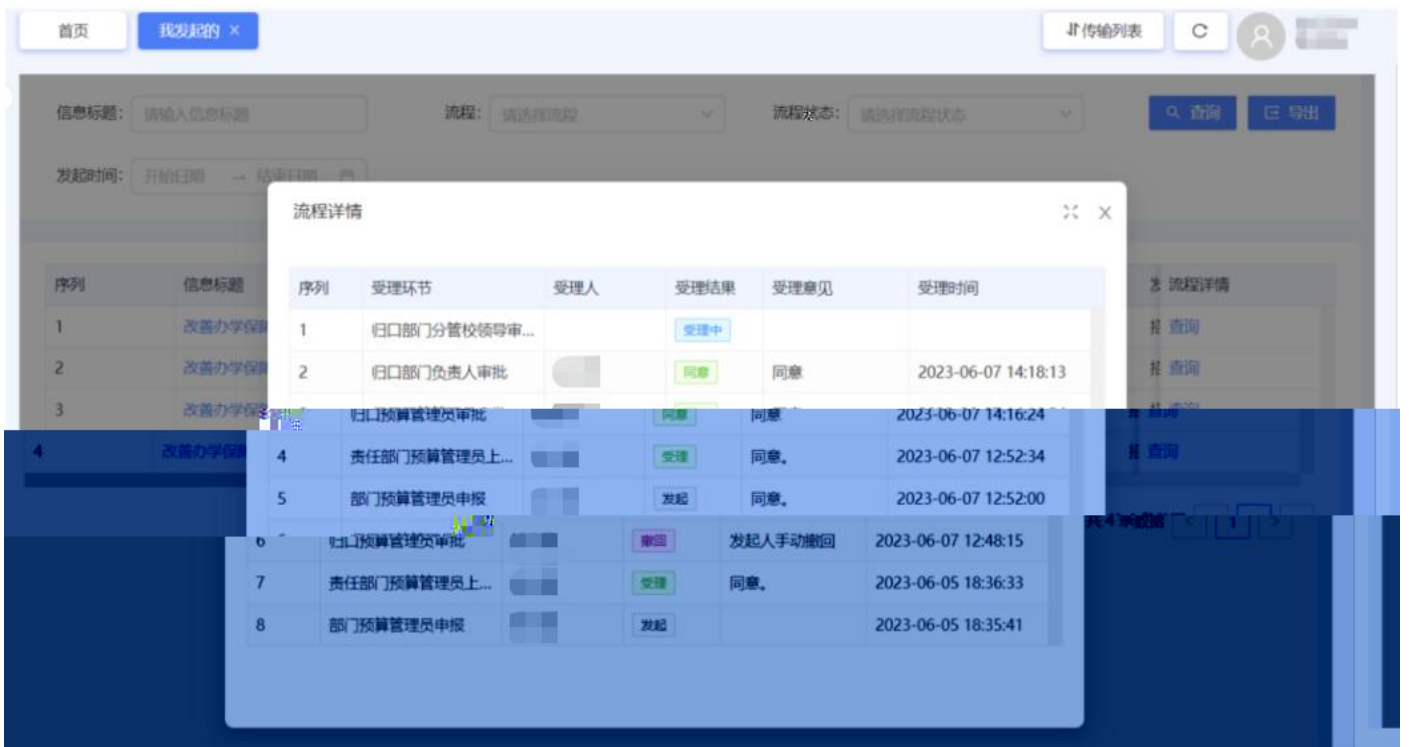 首页
我发起的 ×
传输列表
信息标题：
请输入信息标题
流程：
请选择流程
流程状态：
请选择流程状态
查询
导出
发起时间：
开始日期 → 结束日期
流程详情
序列 信息标题
流程详情
序列 受理环节 受理人 受理结果 受理意见 受理时间
1 改善办学保障
1 归口部门分管校领导审... 受理中
查询
2 改善办学保障
2 归口部门负责人审批 同意 同意 2023-06-07 14:18:13
查询
3 改善办学保
归口预算管理员审批 同意 同意 2023-06-07 14:16:24
查询
4 改善办学保障
4 责任部门预算管理员上... 受理 同意。 2023-06-07 12:52:34
查询
5 部门预算管理员申报 发起 同意。 2023-06-07 12:52:00
共4条数据 < 1 >
6 归口预算管理员审批 撤回 发起人手动撤回 2023-06-07 12:48:15
7 责任部门预算管理员上... 受理 同意。 2023-06-05 18:36:33
8 部门预算管理员申报 发起 2023-06-05 18:35:41